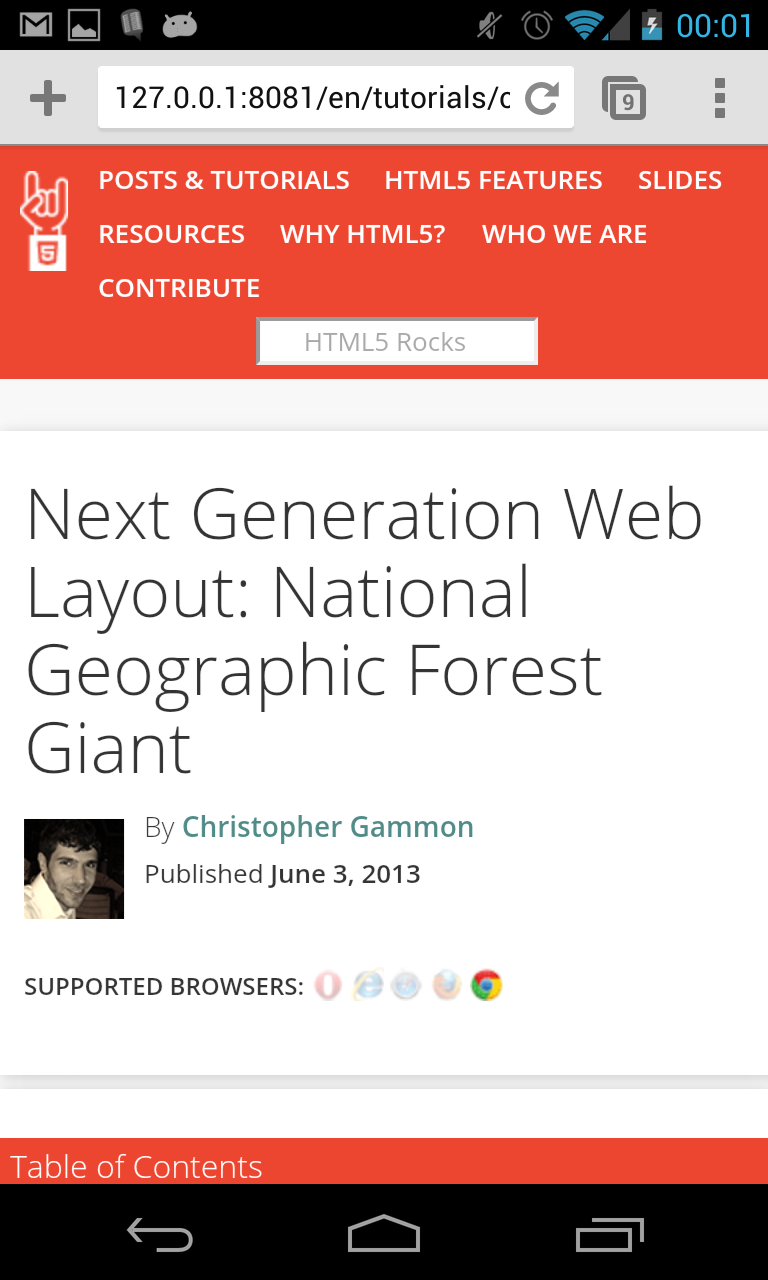 00:01
127.0.0.1:8081/en/tutorials/c
9
POSTS & TUTORIALS HTML5 FEATURES SLIDES
RESOURCES WHY HTML5? WHO WE ARE
CONTRIBUTE
HTML5 Rocks
Next Generation Web
Layout: National
Geographic Forest
Giant
By Christopher Gammon
Published June 3, 2013
SUPPORTED BROWSERS:
Table of Contents